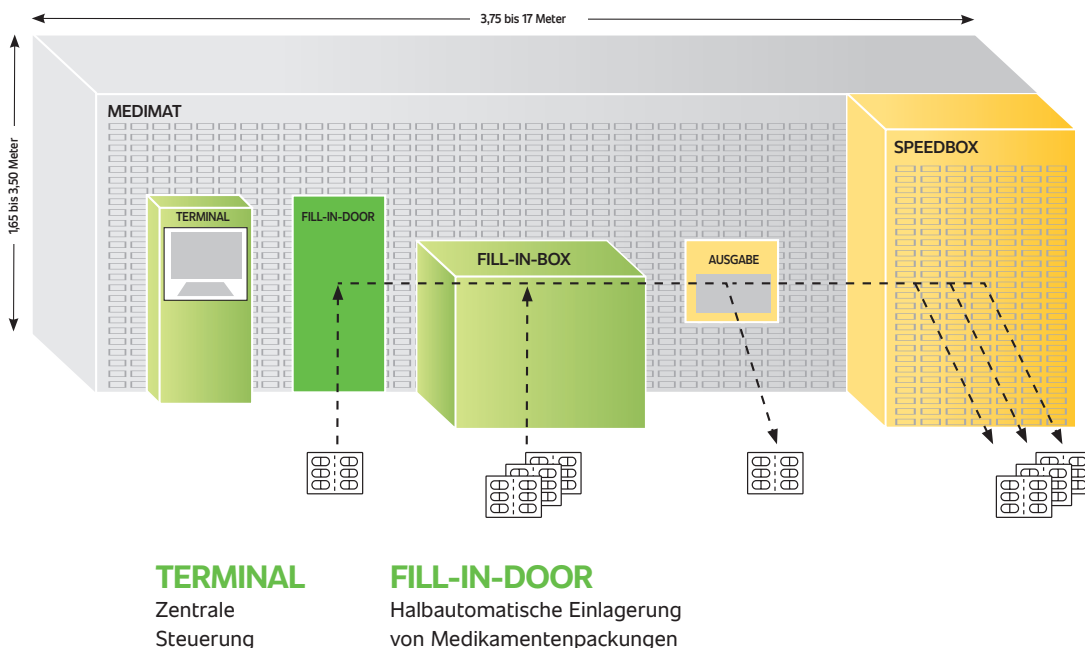 3,75 bis 17 Meter
1,65 bis 3,50 Meter
MEDIMAT
SPEEDBOX
TERMINAL
FILL-IN-DOOR
FILL-IN-BOX
AUSGABE
TERMINAL
Zentrale
Steuerung
FILL-IN-DOOR
Halbautomatische Einlagerung
von Medikamentenpackungen